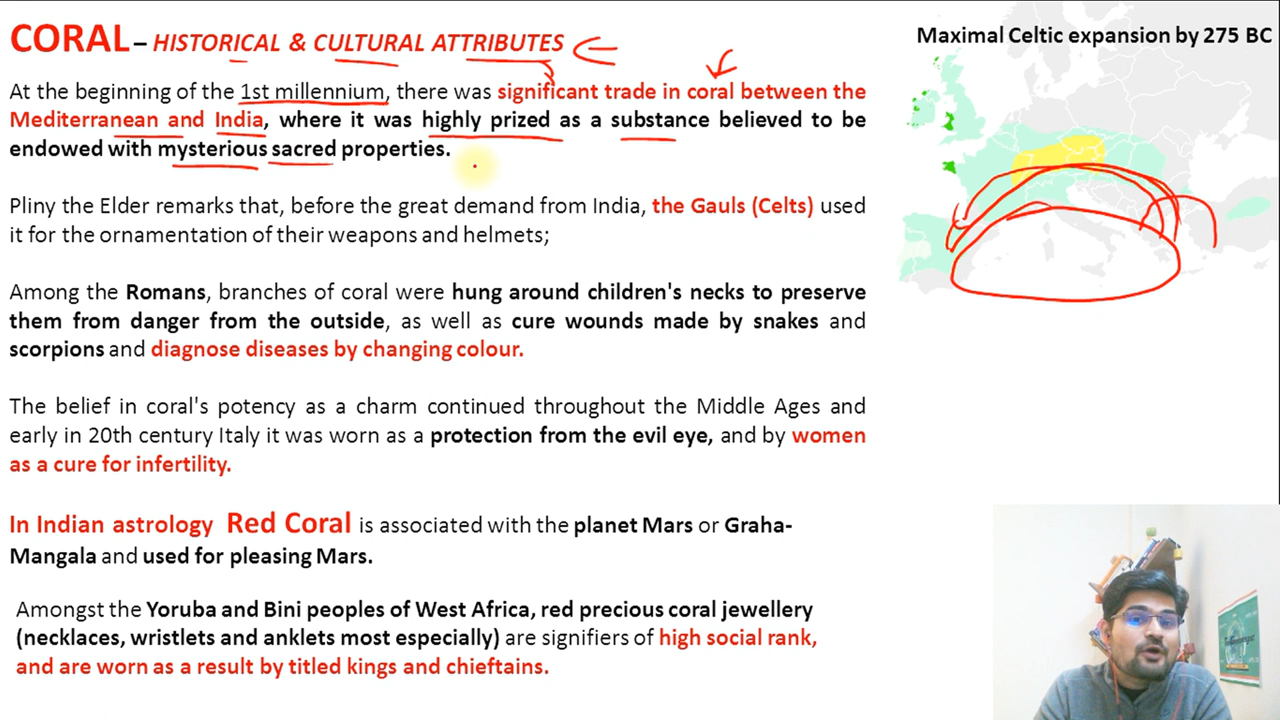 CORAL – HISTORICAL & CULTURAL ATTRIBUTES
Maximal Celtic expansion by 275 BC
At the beginning of the 1st millennium, there was significant trade in coral between the
Mediterranean and India, where it was highly prized as a substance believed to be
endowed with mysterious sacred properties.
Pliny the Elder remarks that, before the great demand from India, the Gauls (Celts) used
it for the ornamentation of their weapons and helmets;
Among the Romans, branches of coral were hung around children's necks to preserve
them from danger from the outside, as well as cure wounds made by snakes and
scorpions and diagnose diseases by changing colour.
The belief in coral's potency as a charm continued throughout the Middle Ages and
early in 20th century Italy it was worn as a protection from the evil eye, and by women
as a cure for infertility.
In Indian astrology Red Coral is associated with the planet Mars or Graha-
Mangala and used for pleasing Mars.
Amongst the Yoruba and Bini peoples of West Africa, red precious coral jewellery
(necklaces, wristlets and anklets most especially) are signifiers of high social rank,
and are worn as a result by titled kings and chieftains.